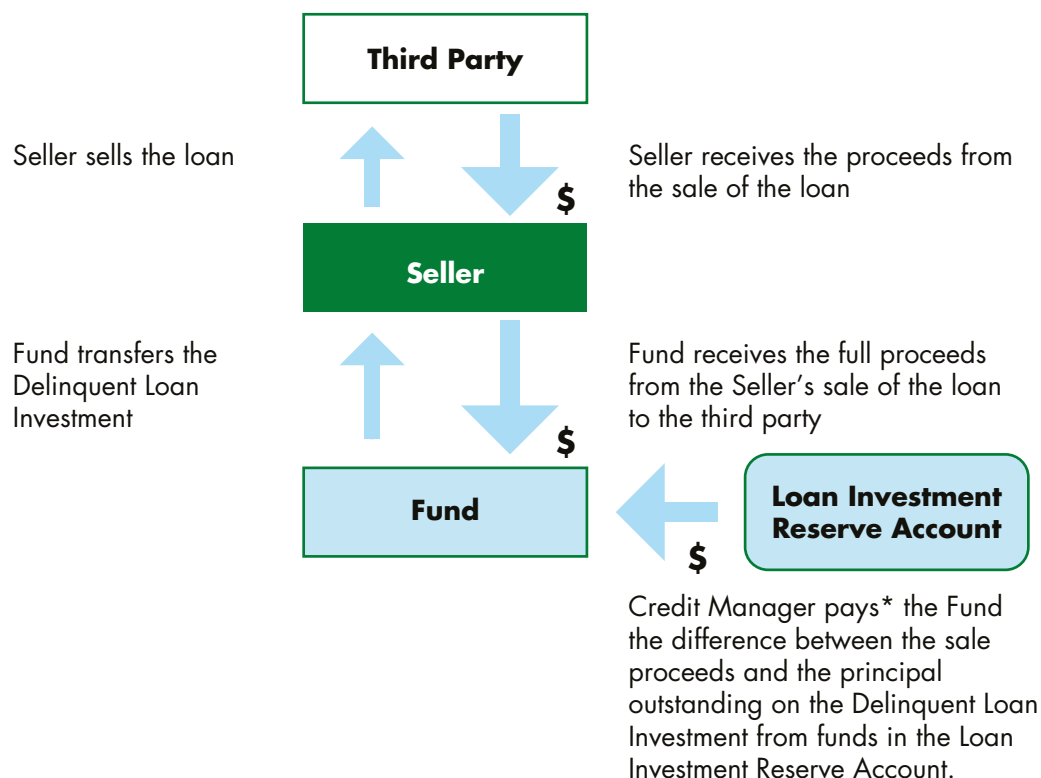 Third Party
Seller sells the loan
Seller receives the proceeds from
the sale of the loan
$
Seller
Fund transfers the
Delinquent Loan
Investment
Fund receives the full proceeds
from the Seller’s sale of the loan
to the third party
$
Fund
Loan Investment
Reserve Account
$
Credit Manager pays* the Fund
the difference between the sale
proceeds and the principal
outstanding on the Delinquent Loan
Investment from funds in the Loan
Investment Reserve Account.